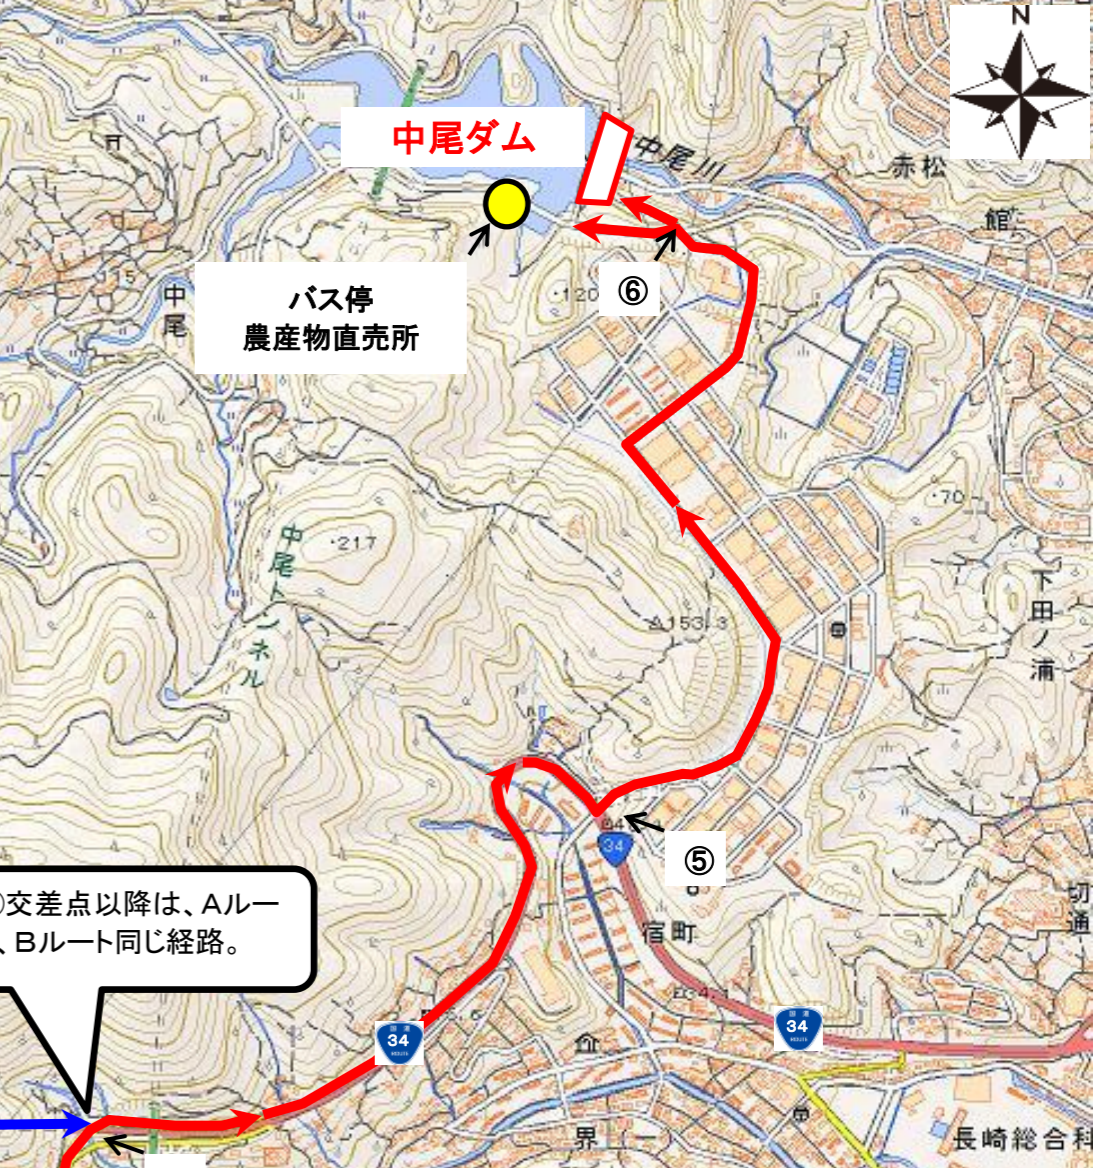 N
中尾ダム
中尾川
赤松
館
バス停
農産物直売所
⑥
・120
115
中尾
・217
中尾トンネル
153.3
・70
下田ノ浦
⑤
34
宿町
切通
交差点以降は、Aルー
、Bルート同じ経路。
34
34
界一
長崎総合科